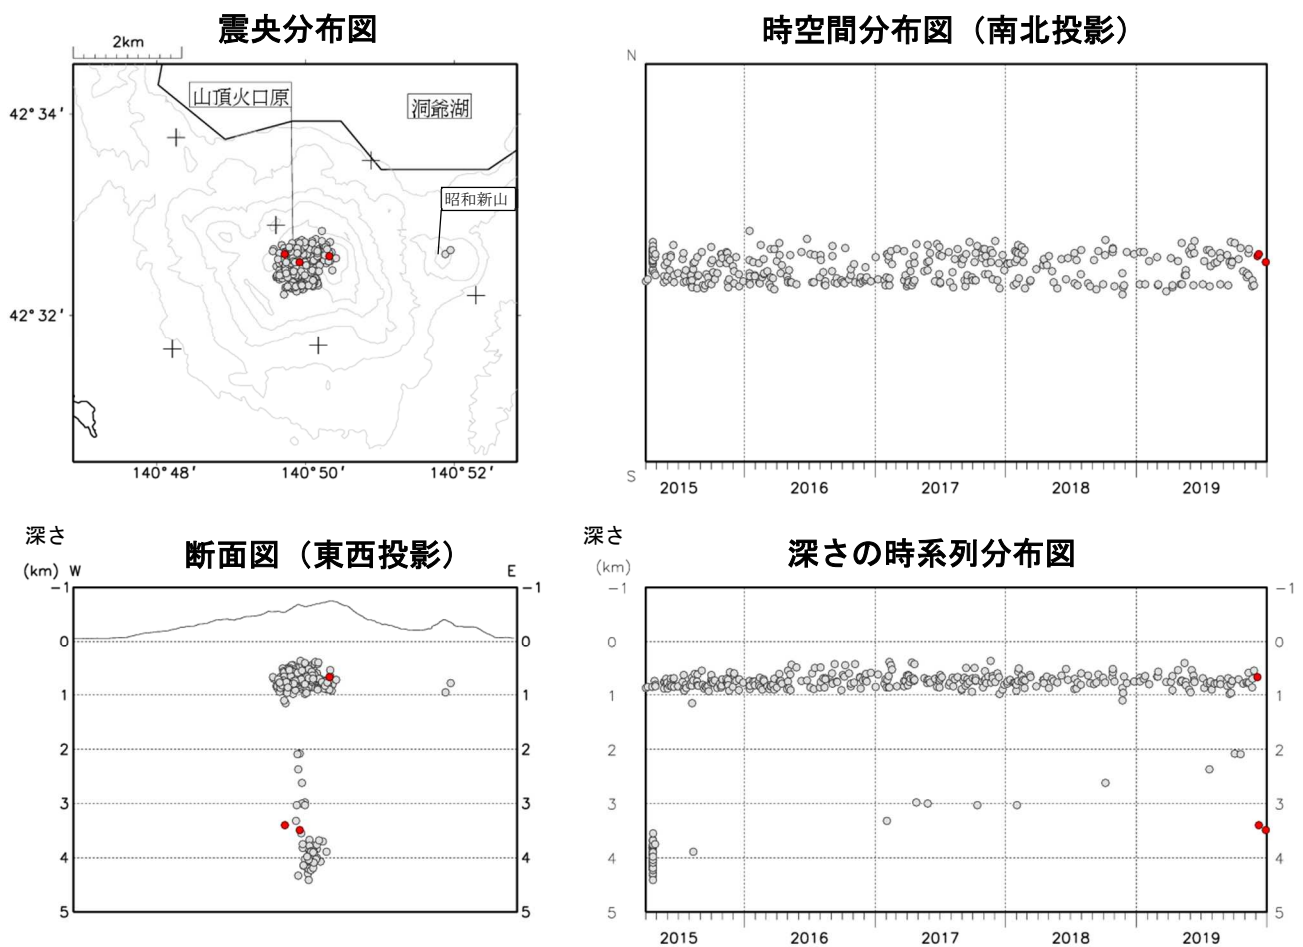 震央分布図
2km
山頂火口原
洞爺湖
昭和新山
42°34′
42°32′
140°48′
140°50′
140°52′
時空間分布図（南北投影）
N
S
2015
2016
2017
2018
2019
断面図（東西投影）
深さ
(km)
W
E
-1
0
1
2
3
4
5
-1
0
1
2
3
4
5
深さの時系列分布図
深さ
(km)
-1
0
1
2
3
4
5
-1
0
1
2
3
4
5
2015
2016
2017
2018
2019